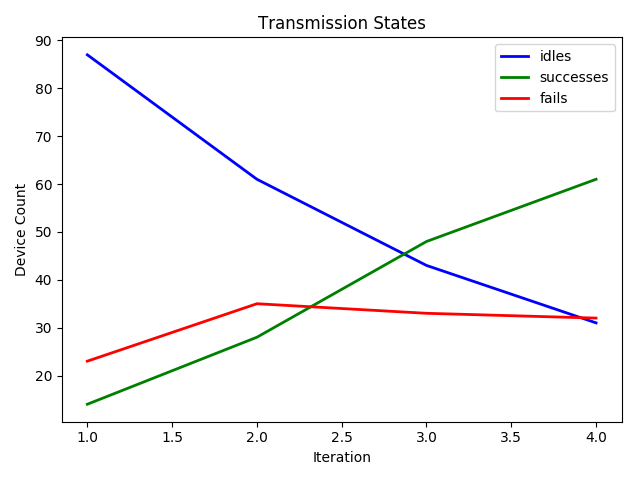 Transmission States
idles
successes
fails
Device Count
90
80
70
60
50
40
30
20
1.0 1.5 2.0 2.5 3.0 3.5 4.0
Iteration